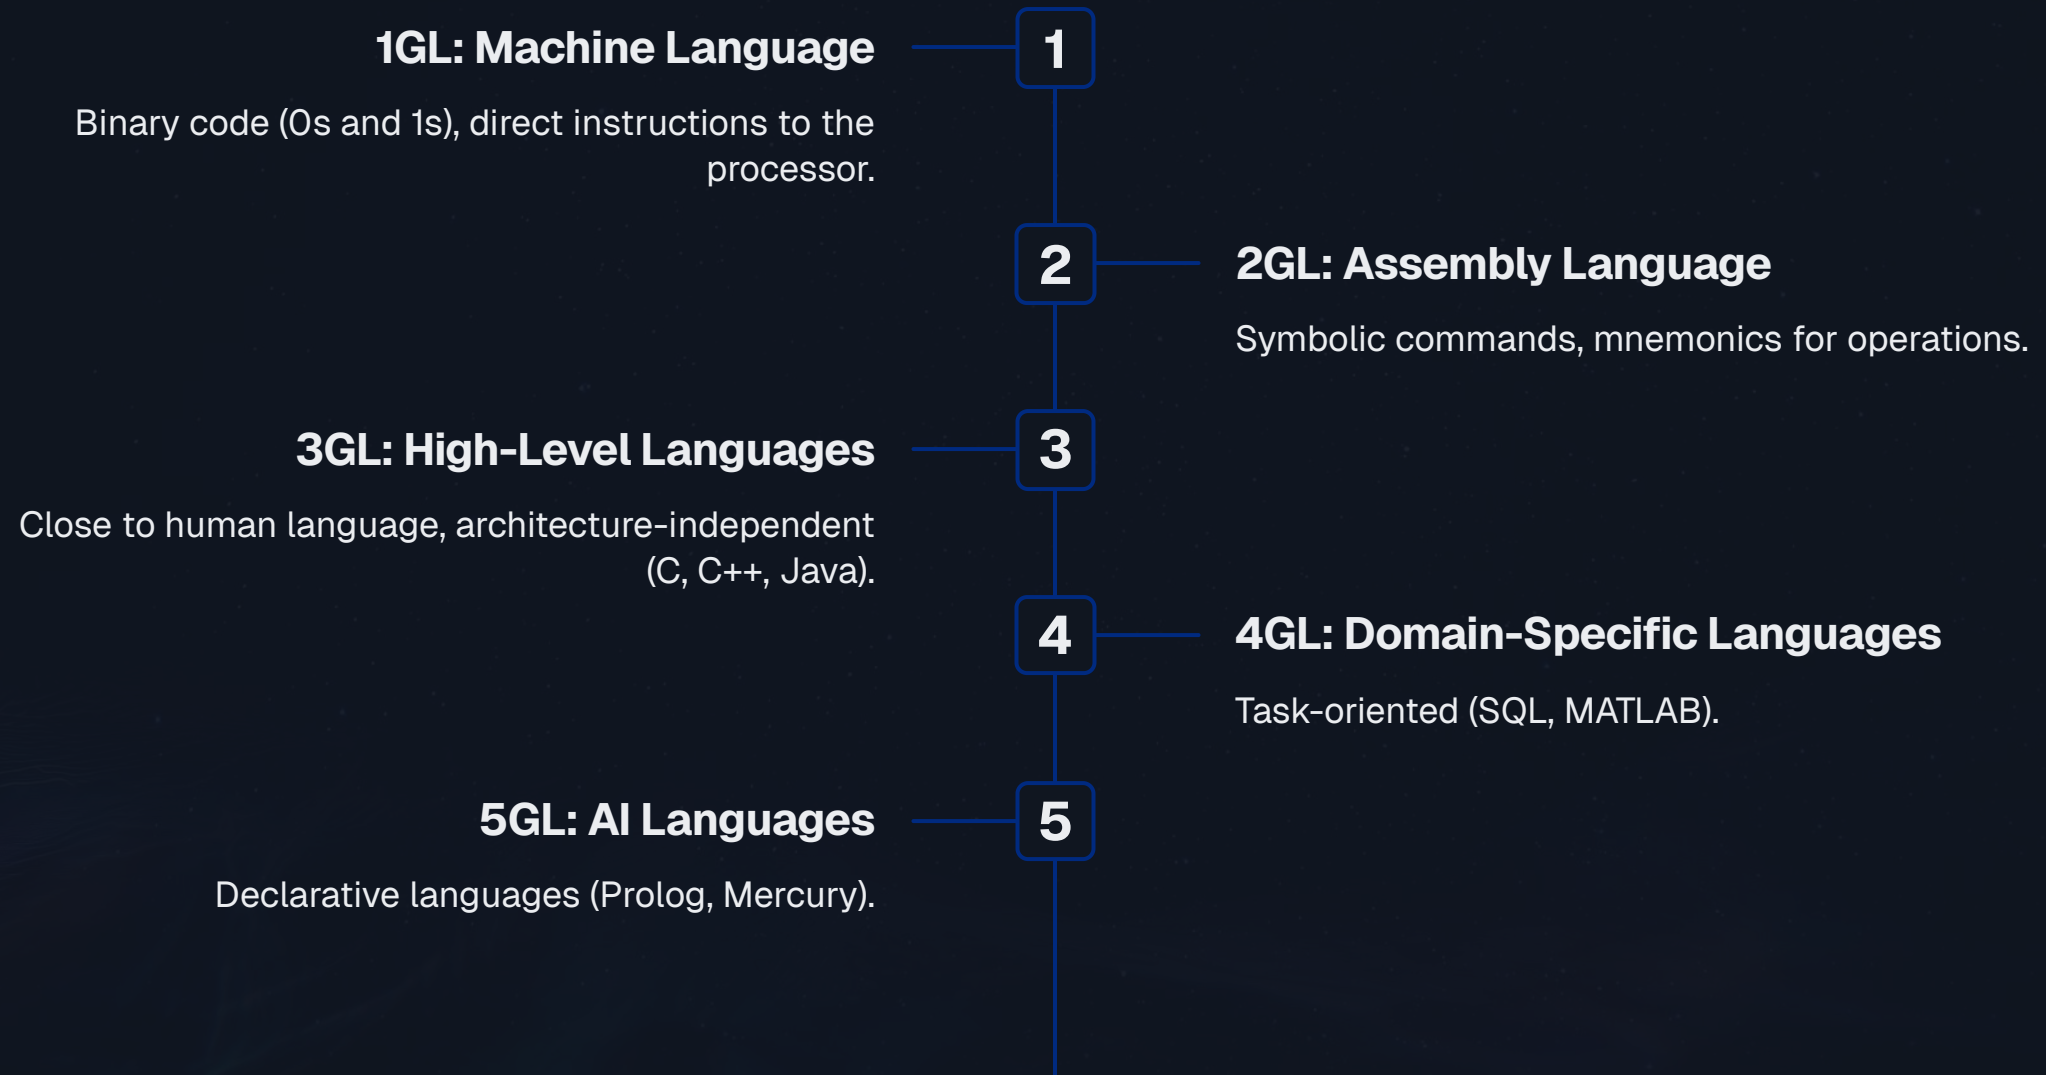 1GL: Machine Language
1
Binary code (0s and 1s), direct instructions to the
processor.
2
2GL: Assembly Language
Symbolic commands, mnemonics for operations.
3GL: High-Level Languages
3
Close to human language, architecture-independent
(C, C++, Java).
4
4GL: Domain-Specific Languages
Task-oriented (SQL, MATLAB).
5GL: AI Languages
5
Declarative languages (Prolog, Mercury).